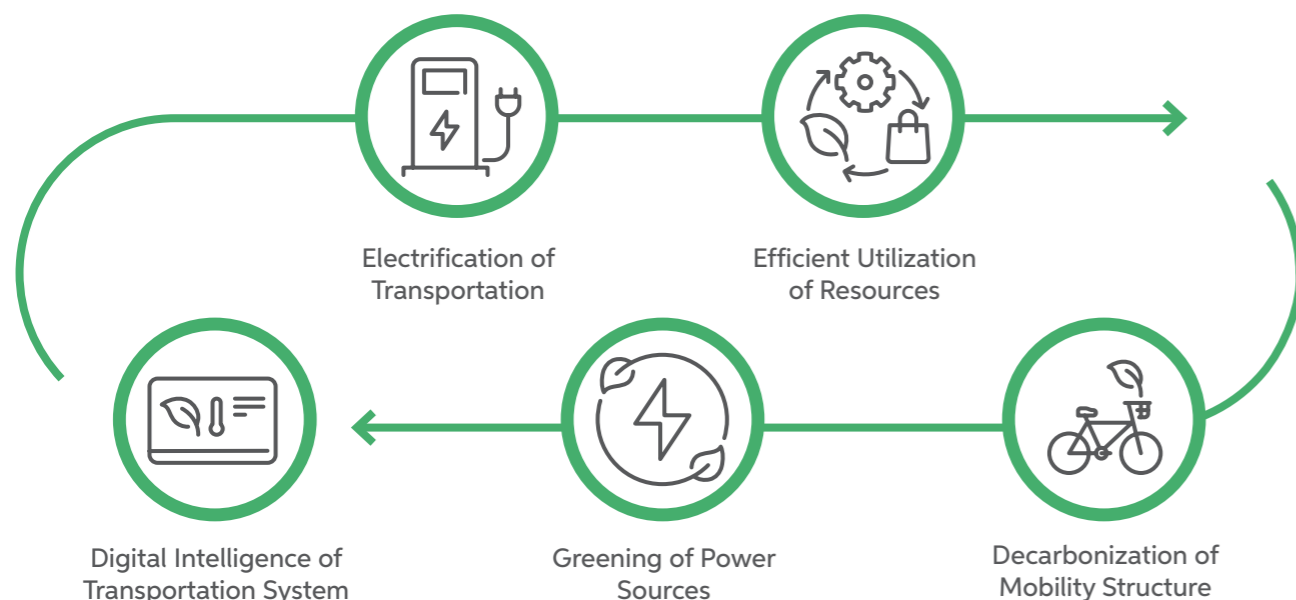 Electrification of
Transportation
Efficient Utilization
of Resources
Digital Intelligence of
Transportation System
Greening of Power
Sources
Decarbonization of
Mobility Structure